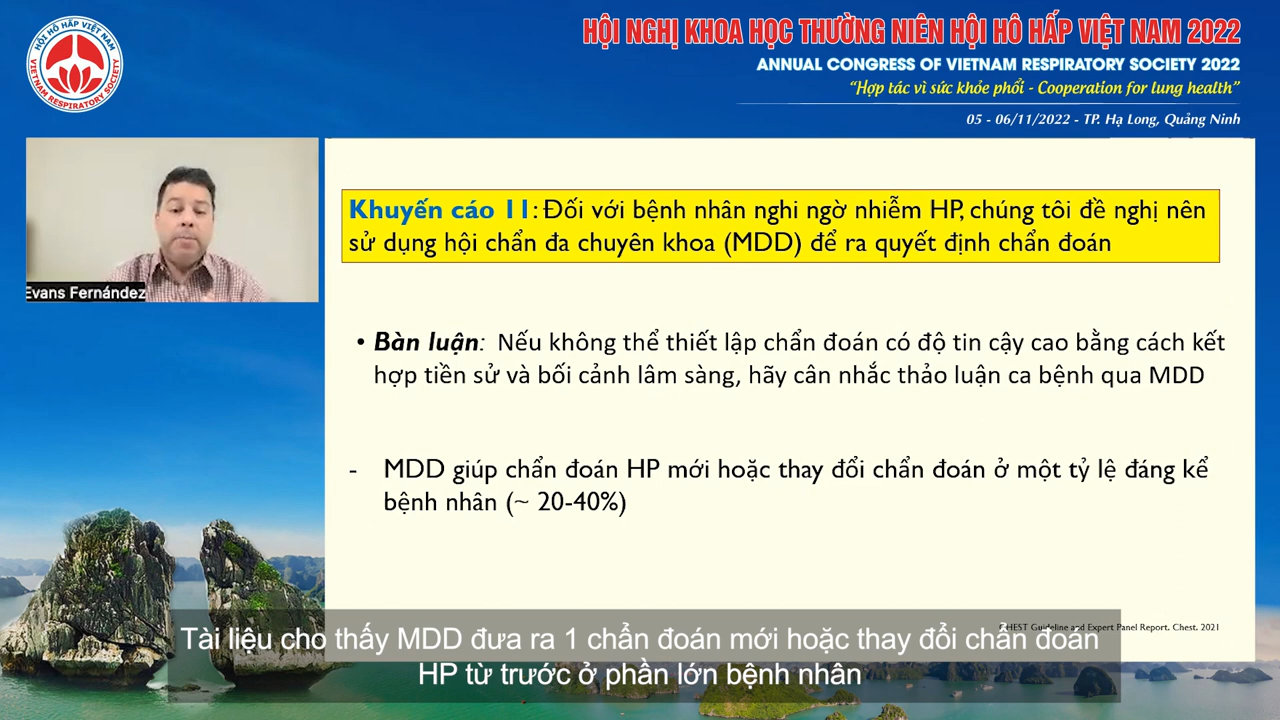 HỘI HÔ HẤP VIỆT NAM
VIETNAM RESPIRATORY SOCIETY
HỘI NGHỊ KHOA HỌC THƯỜNG NIÊN HỘI HÔ HẤP VIỆT NAM 2022
ANNUAL CONGRESS OF VIETNAM RESPIRATORY SOCIETY 2022
“Hợp tác vì sức khỏe phổi - Cooperation for lung health”
05 - 06/11/2022 - TP. Hạ Long, Quảng Ninh
Evans Fernández
Khuyến cáo 11: Đối với bệnh nhân nghi ngờ nhiễm HP, chúng tôi đề nghị nên
sử dụng hội chẩn đa chuyên khoa (MDD) để ra quyết định chẩn đoán
• Bàn luận: Nếu không thể thiết lập chẩn đoán có độ tin cậy cao bằng cách kết
hợp tiền sử và bối cảnh lâm sàng, hãy cân nhắc thảo luận ca bệnh qua MDD
- MDD giúp chẩn đoán HP mới hoặc thay đổi chẩn đoán ở một tỷ lệ đáng kể
bệnh nhân (~ 20-40%)
CHEST Guideline and Expert Panel Report. Chest. 2021
Tài liệu cho thấy MDD đưa ra 1 chẩn đoán mới hoặc thay đổi chẩn đoán
HP từ trước ở phần lớn bệnh nhân